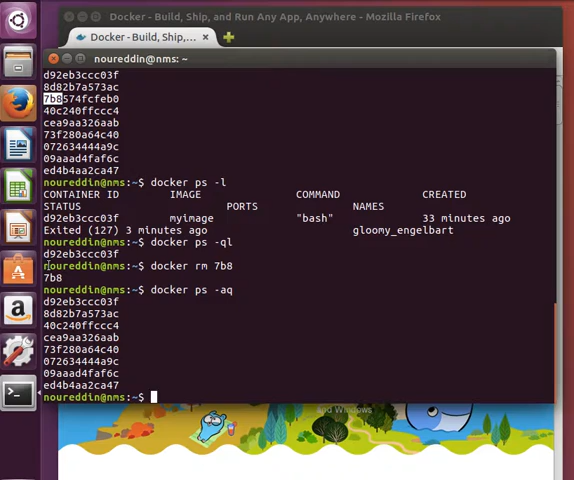 Docker - Build, Ship, and Run Any App, Anywhere - Mozilla Firefox
Docker - Build, Ship,...
noureddin@nms: ~
d92eb3ccc03f
8d82b7a573ac
7b8574fcfeb0
40c240ffccc4
cea9aa326aab
73f280a64c40
072634444a9c
09aaad4faf6c
ed4b4aa2ca47
noureddin@nms:~$ docker ps -l
CONTAINER ID IMAGE COMMAND CREATED
STATUS PORTS NAMES
d92eb3ccc03f myimage "bash" 33 minutes ago
Exited (127) 3 minutes ago gloomy_engelbart
noureddin@nms:~$ docker ps -ql
d92eb3ccc03f
noureddin@nms:~$ docker rm 7b8
7b8
noureddin@nms:~$ docker ps -aq
d92eb3ccc03f
8d82b7a573ac
40c240ffccc4
cea9aa326aab
73f280a64c40
072634444a9c
09aaad4faf6c
ed4b4aa2ca47
noureddin@nms:~$
and Windows